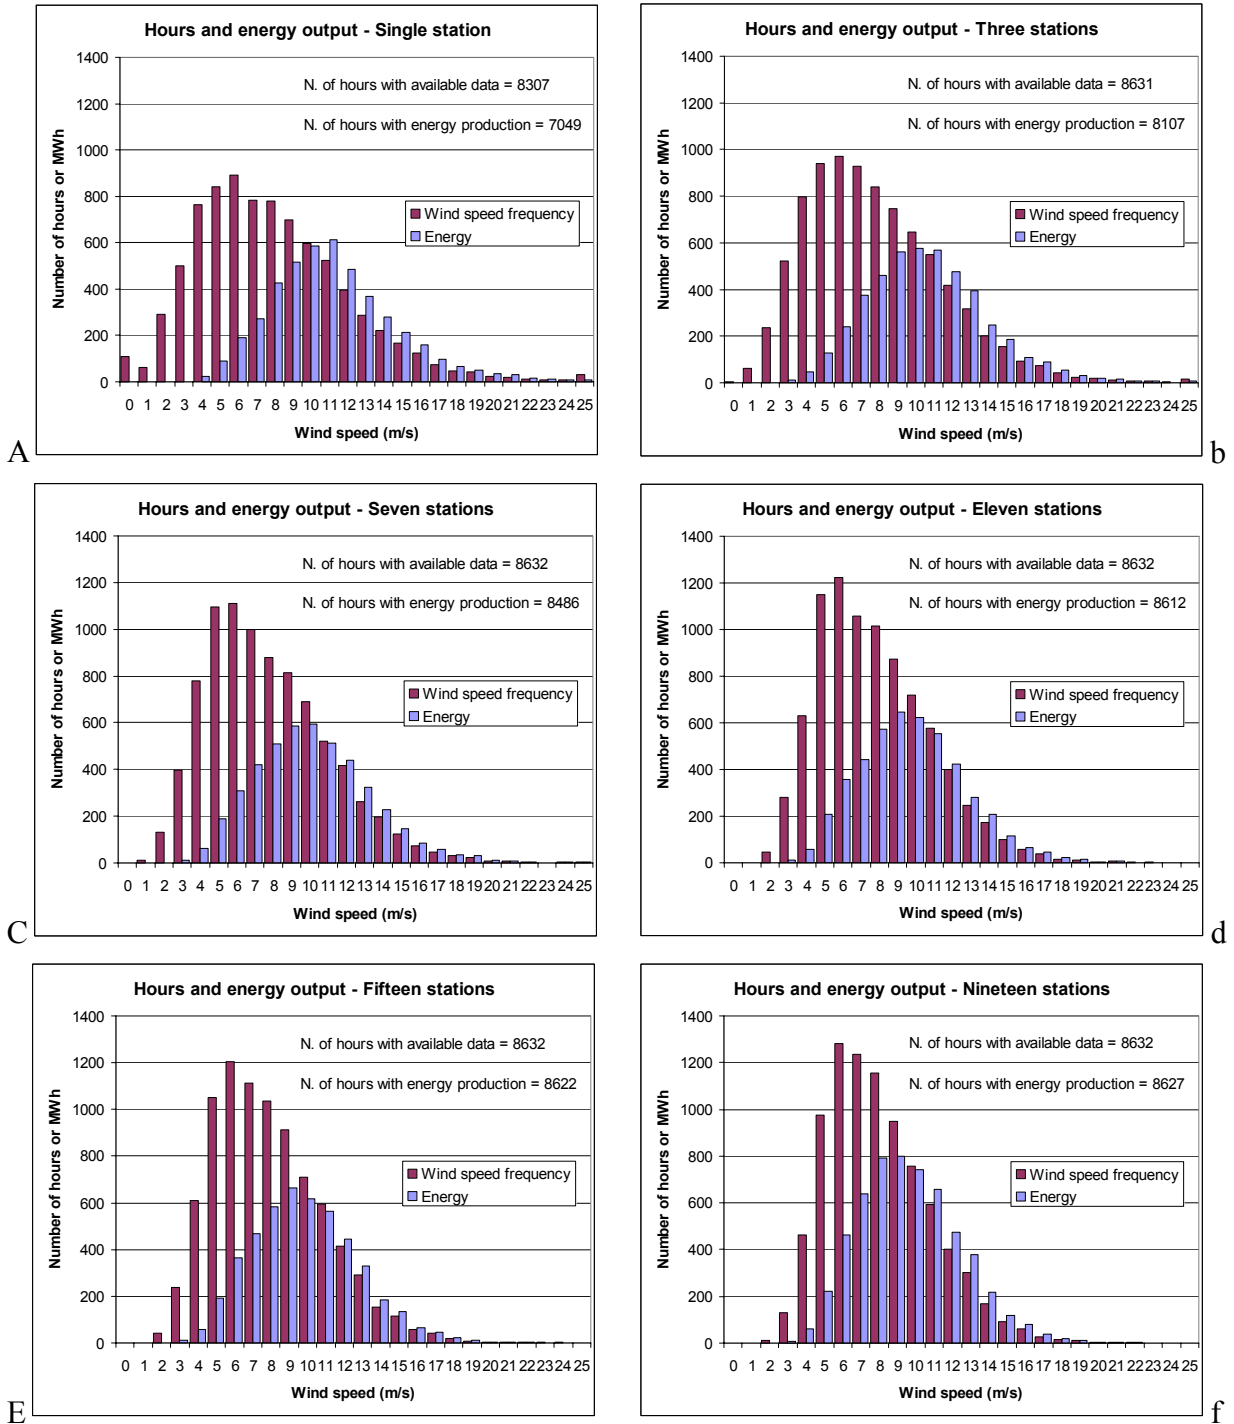 Hours and energy output - Single station
N. of hours with available data = 8307
N. of hours with energy production = 7049
Number of hours or MWh
1400
1200
1000
800
600
400
200
0
Wind speed frequency
Energy
0 1 2 3 4 5 6 7 8 9 10 11 12 13 14 15 16 17 18 19 20 21 22 23 24 25
Wind speed (m/s)
A
Hours and energy output - Three stations
N. of hours with available data = 8631
N. of hours with energy production = 8107
Number of hours or MWh
1400
1200
1000
800
600
400
200
0
Wind speed frequency
Energy
0 1 2 3 4 5 6 7 8 9 10 11 12 13 14 15 16 17 18 19 20 21 22 23 24 25
Wind speed (m/s)
b
Hours and energy output - Seven stations
N. of hours with available data = 8632
N. of hours with energy production = 8486
Number of hours or MWh
1400
1200
1000
800
600
400
200
0
Wind speed frequency
Energy
0 1 2 3 4 5 6 7 8 9 10 11 12 13 14 15 16 17 18 19 20 21 22 23 24 25
Wind speed (m/s)
C
Hours and energy output - Eleven stations
N. of hours with available data = 8632
N. of hours with energy production = 8612
Number of hours or MWh
1400
1200
1000
800
600
400
200
0
Wind speed frequency
Energy
0 1 2 3 4 5 6 7 8 9 10 11 12 13 14 15 16 17 18 19 20 21 22 23 24 25
Wind speed (m/s)
d
Hours and energy output - Fifteen stations
N. of hours with available data = 8632
N. of hours with energy production = 8622
Number of hours or MWh
1400
1200
1000
800
600
400
200
0
Wind speed frequency
Energy
0 1 2 3 4 5 6 7 8 9 10 11 12 13 14 15 16 17 18 19 20 21 22 23 24 25
Wind speed (m/s)
E
Hours and energy output - Nineteen stations
N. of hours with available data = 8632
N. of hours with energy production = 8627
Number of hours or MWh
1400
1200
1000
800
600
400
200
0
Wind speed frequency
Energy
0 1 2 3 4 5 6 7 8 9 10 11 12 13 14 15 16 17 18 19 20 21 22 23 24 25
Wind speed (m/s)
f